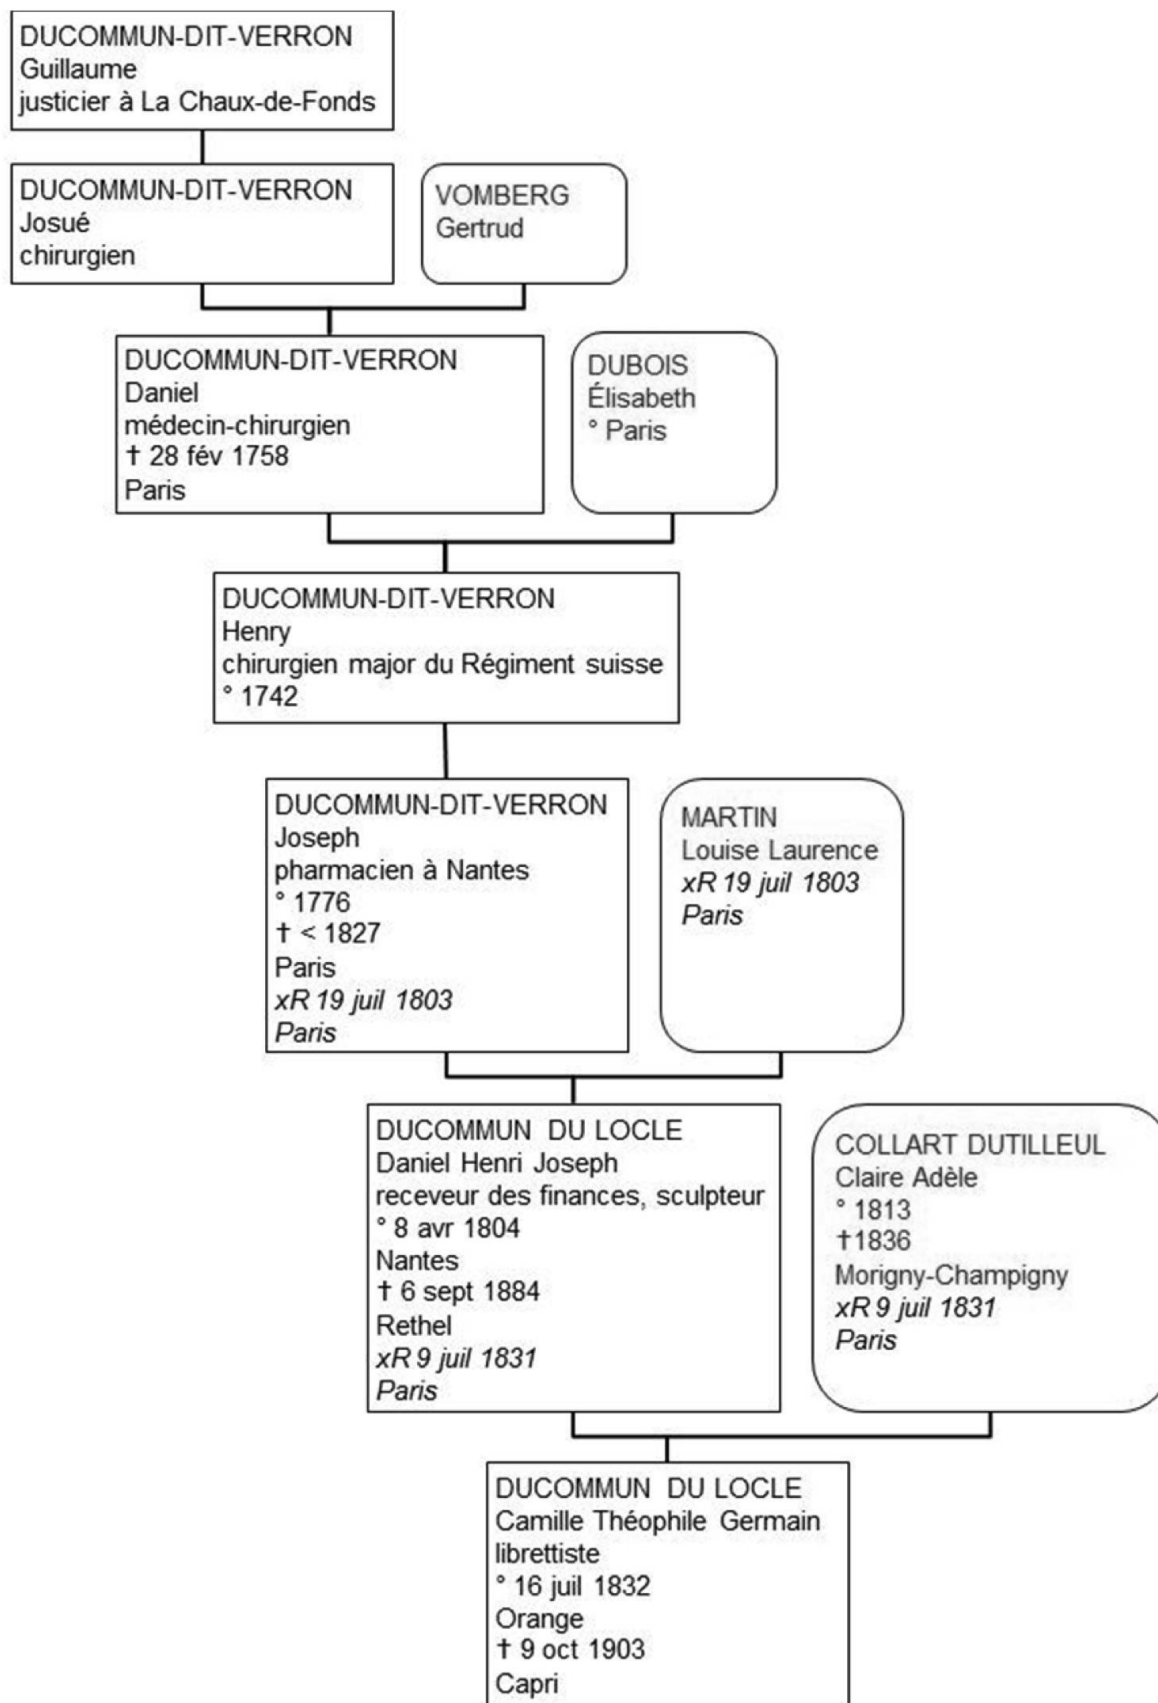 DUCOMMUN-DIT-VERRON
Guillaume
justicier à La Chaux-de-Fonds
DUCOMMUN-DIT-VERRON
Josué
chirurgien
VOMBERG
Gertrud
DUCOMMUN-DIT-VERRON
Daniel
médecin-chirurgien
† 28 fév 1758
Paris
DUBOIS
Élisabeth
° Paris
DUCOMMUN-DIT-VERRON
Henry
chirurgien major du Régiment suisse
° 1742
DUCOMMUN-DIT-VERRON
Joseph
pharmacien à Nantes
° 1776
† < 1827
Paris
xR 19 juil 1803
Paris
MARTIN
Louise Laurence
xR 19 juil 1803
Paris
DUCOMMUN DU LOCLE
Daniel Henri Joseph
receveur des finances, sculpteur
° 8 avr 1804
Nantes
† 6 sept 1884
Rethel
xR 9 juil 1831
Paris
COLLART DUTILLEUL
Claire Adèle
° 1813
†1836
Morigny-Champigny
xR 9 juil 1831
Paris
DUCOMMUN DU LOCLE
Camille Théophile Germain
librettiste
° 16 juil 1832
Orange
† 9 oct 1903
Capri